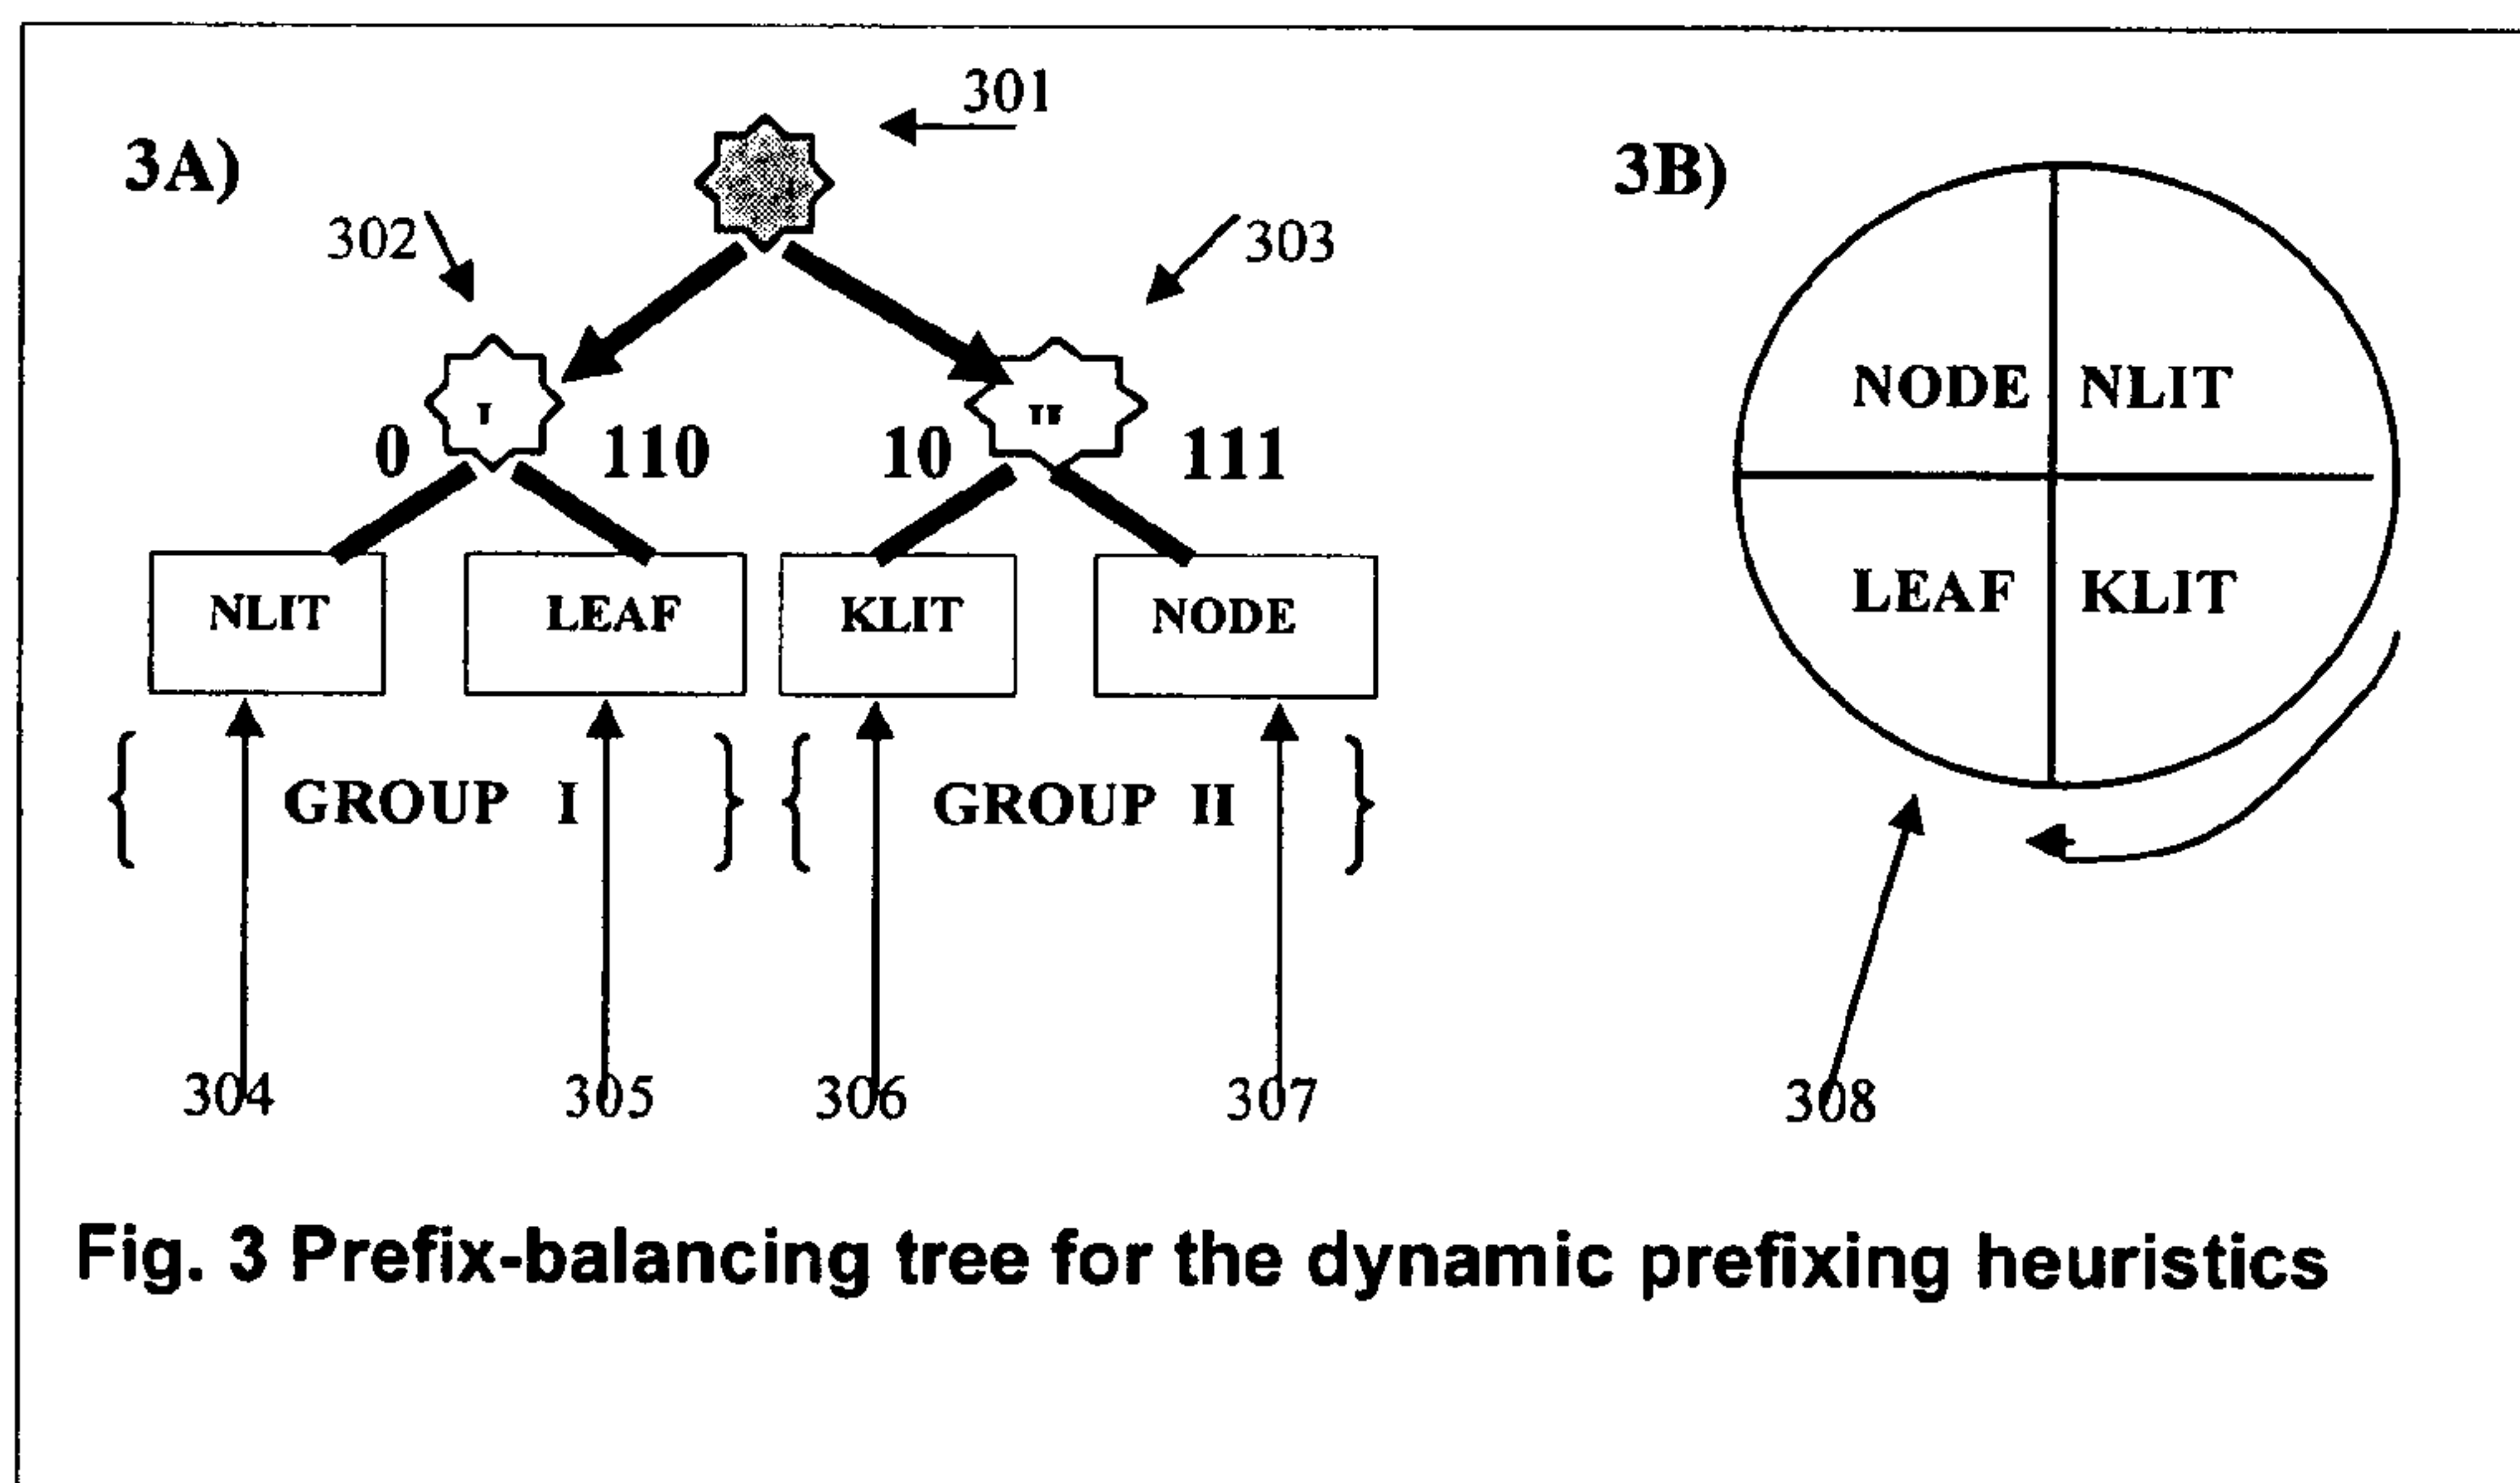 301
3A)
3B)
302
303
I
II
0
110
10
111
NODE
NLIT
NLIT
LEAF
KLIT
NODE
LEAF
KLIT
{ GROUP I }
{ GROUP II }
304
305
306
307
308
Fig. 3 Prefix-balancing tree for the dynamic prefixing heuristics